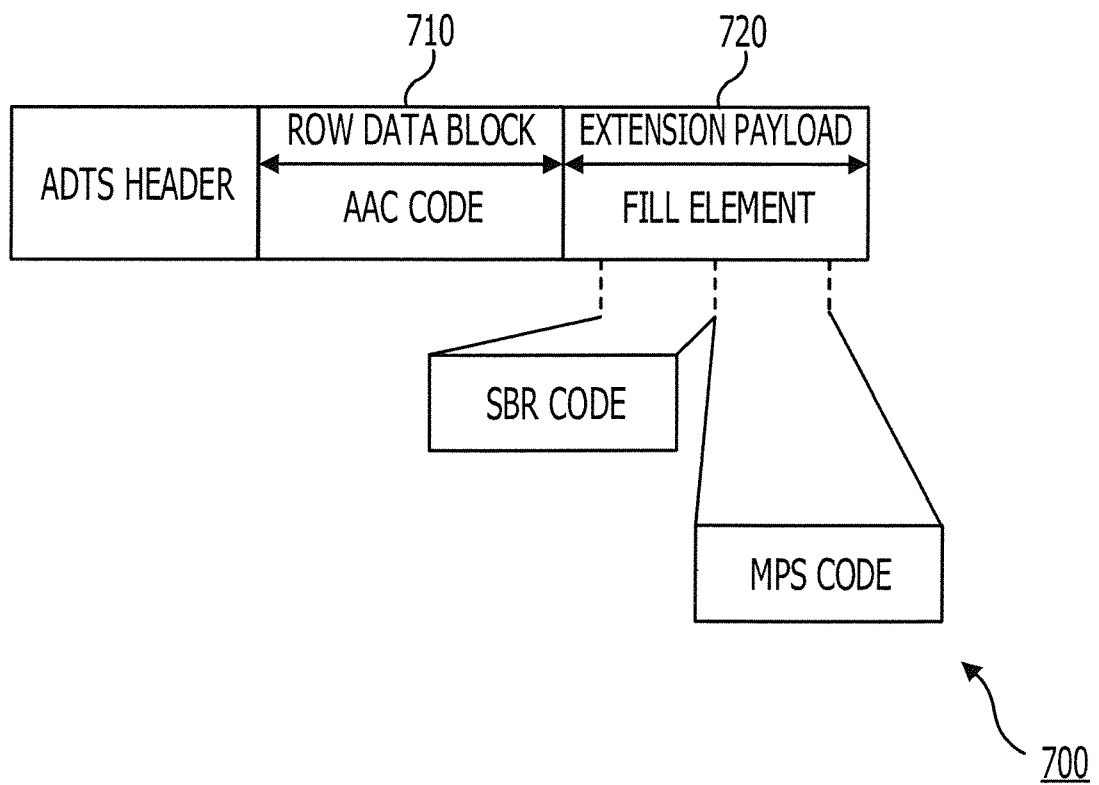 710
720
ADTS HEADER
ROW DATA BLOCK
AAC CODE
EXTENSION PAYLOAD
FILL ELEMENT
SBR CODE
MPS CODE
700